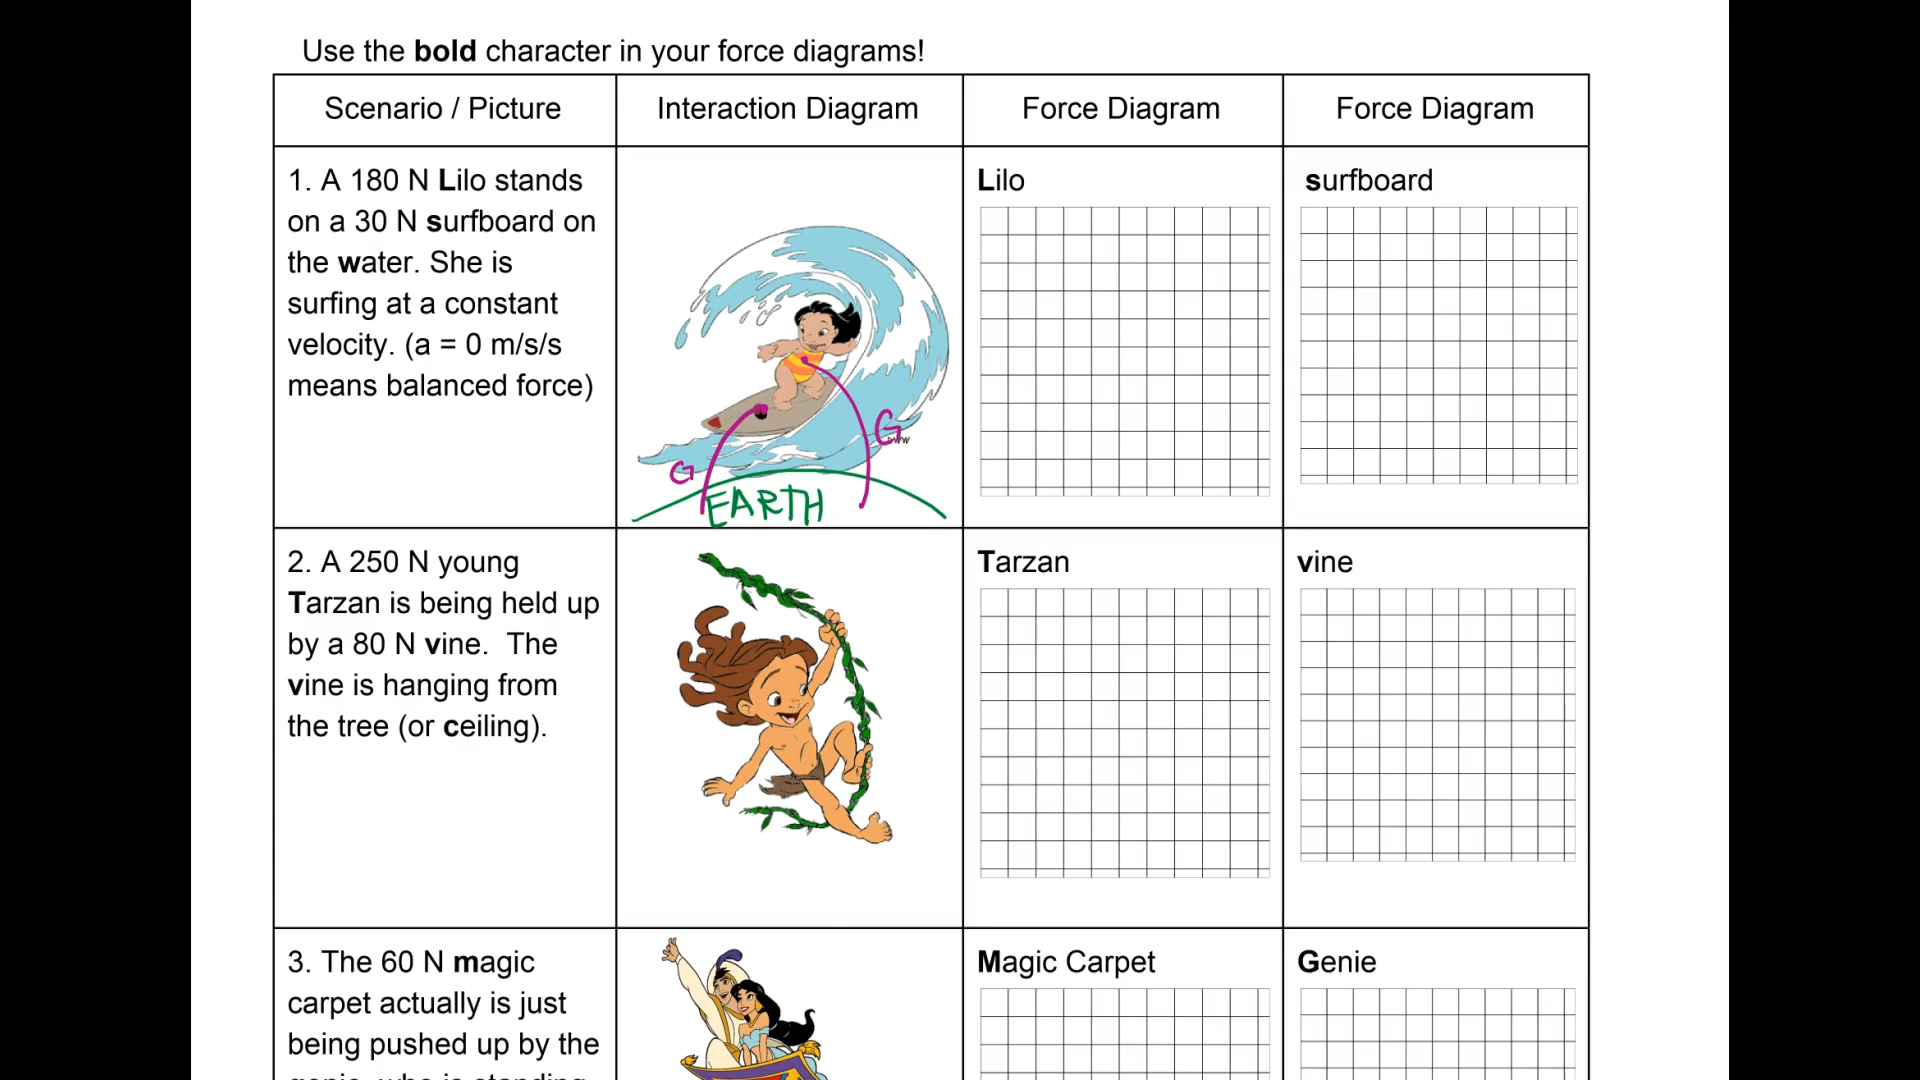 Use the bold character in your force diagrams!
Scenario / Picture
Interaction Diagram
Force Diagram
Force Diagram
1. A 180 N Lilo stands
on a 30 N surfboard on
the water. She is
surfing at a constant
velocity. (a = 0 m/s/s
means balanced force)
G
G
EARTH
Lilo
surfboard
2. A 250 N young
Tarzan is being held up
by a 80 N vine.  The
vine is hanging from
the tree (or ceiling).
Tarzan
vine
3. The 60 N magic
carpet actually is just
being pushed up by the
Magic Carpet
Genie